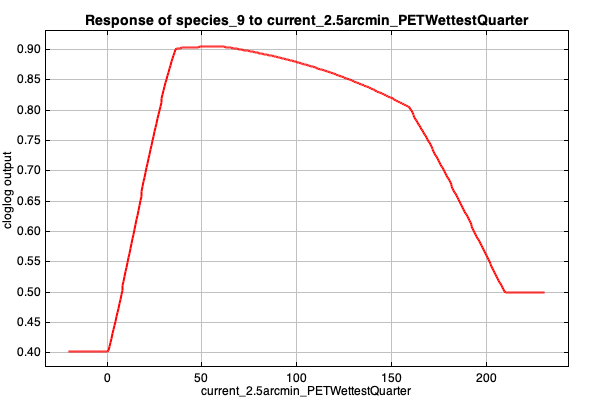 Response of species_9 to current_2.5arcmin_PETWettestQuarter
0.90
0.85
0.80
0.75
0.70
0.65
0.60
0.55
0.50
0.45
0.40
cloglog output
0 50 100 150 200
current_2.5arcmin_PETWettestQuarter